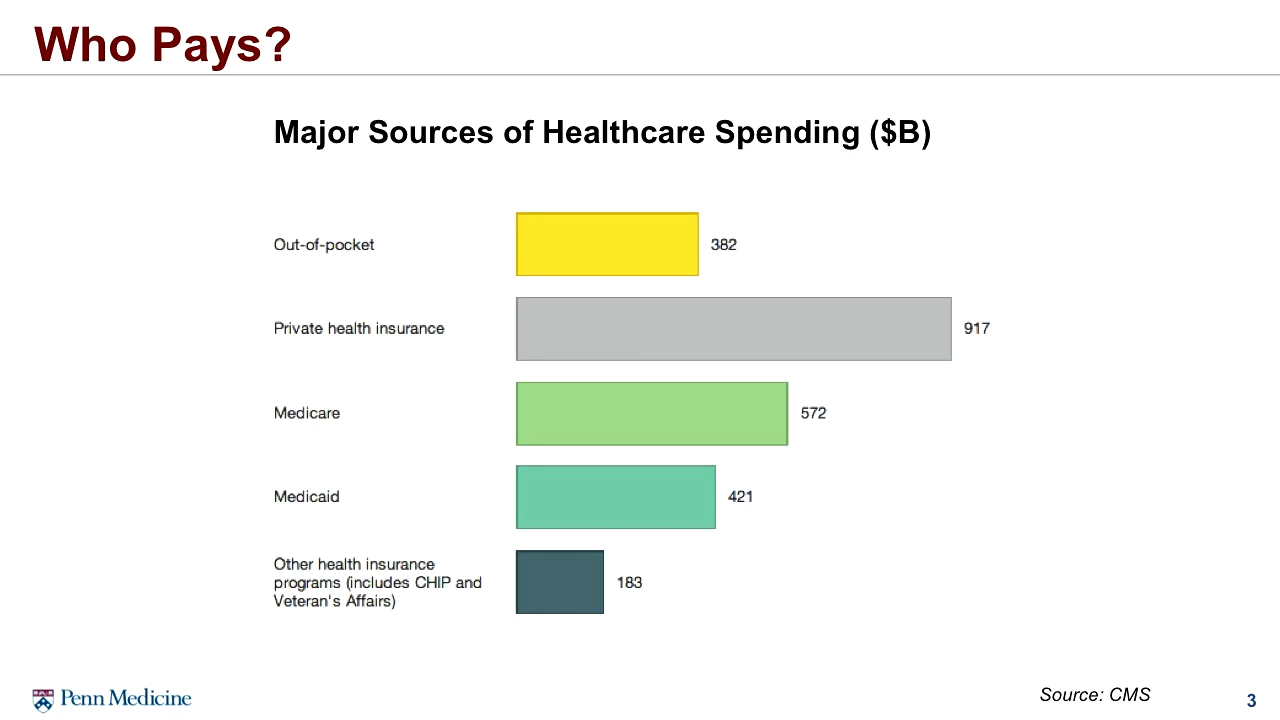 Who Pays?
Major Sources of Healthcare Spending ($B)
Out-of-pocket 382
Private health insurance 917
Medicare 572
Medicaid 421
Other health insurance
programs (includes CHIP and 183
Veteran's Affairs)
Penn Medicine
Source: CMS
3